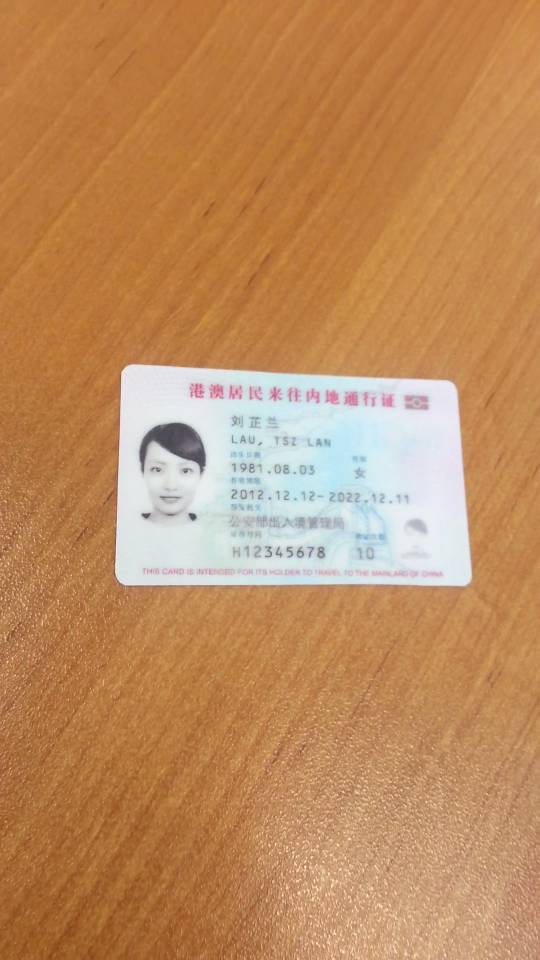 港澳居民来往内地通行证
刘芷兰
LAU, TSZ LAN
出生日期 性别
1981.08.03 女
有效期限
2012.12.12-2022.12.11
签发机关
公安部出入境管理局
证件号码 换证次数
H12345678 10
THIS CARD IS INTENDED FOR ITS HOLDER TO TRAVEL TO THE MAINLAND OF CHINA